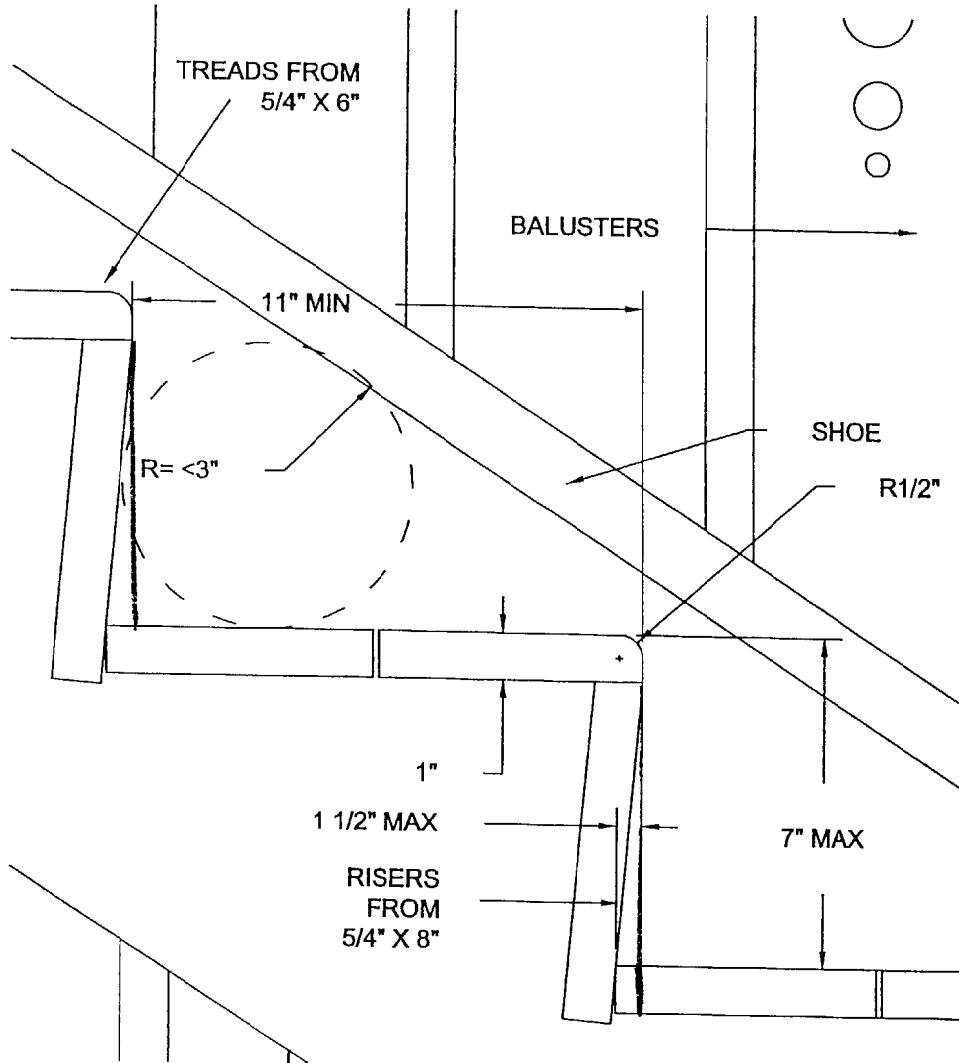 TREADS FROM
5/4" X 6"
BALUSTERS
11" MIN
SHOE
R= <3"
R1/2"
1"
1 1/2" MAX
7" MAX
RISERS
FROM
5/4" X 8"